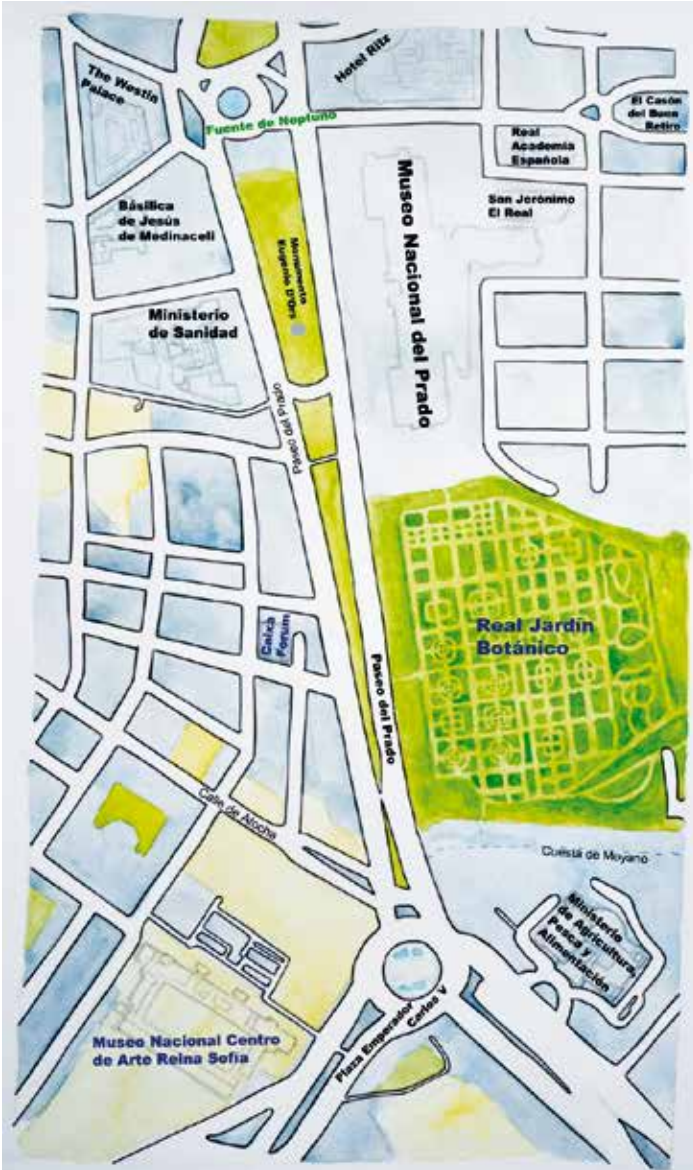 Hotel Ritz
The Westin
Palace
El Casón
del Buen
Retiro
Fuente de Neptuno
Real
Academia
Española
Museo Nacional del Prado
San Jerónimo
El Real
Básilica
de Jesús
de Medinaceli
Monumento
Eugenio D'Ors
Ministerio
de Sanidad
Paseo del Prado
Real Jardín
Botánico
Caixa
Forum
Paseo del Prado
Calle de Atocha
Cuesta de Moyano
Ministerio
de Agricultura,
Pesca y
Alimentación
Plaza Emperador
Carlos V
Museo Nacional Centro
de Arte Reina Sofía